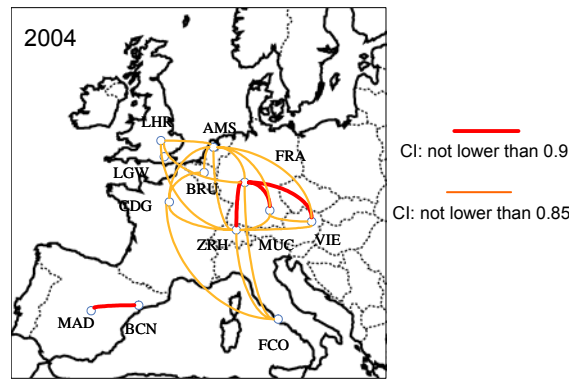 2004
LHR
AMS
FRA
LGW
BRU
CDG
ZRH
MUC
VIE
MAD
BCN
FCO
CI: not lower than 0.9
CI: not lower than 0.85